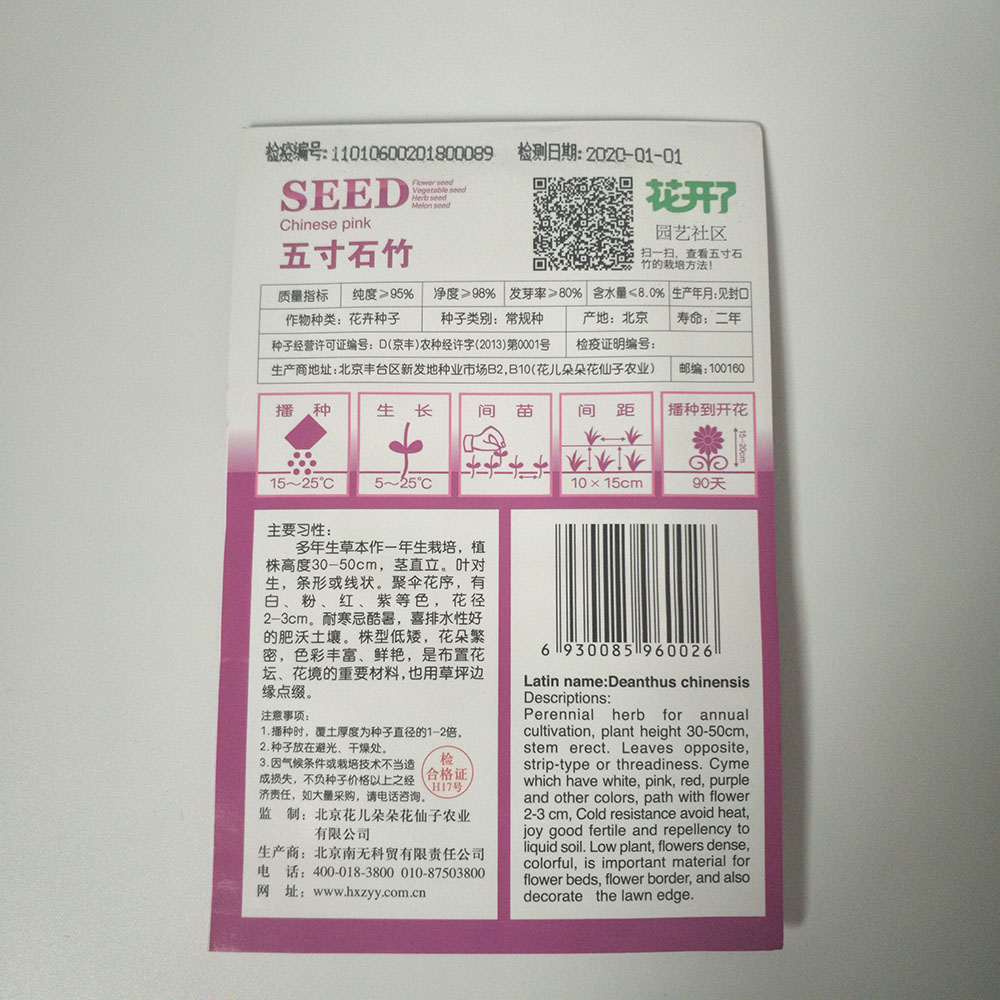 检疫编号:11010600201800089 检测日期:2020-01-01
SEED
Flower seed
Vegetable seed
Herb seed
Melon seed
Chinese pink
五寸石竹
花开了
园艺社区
扫一扫，查看五寸石
竹的栽培方法！
质量指标 纯度≥95% 净度≥98% 发芽率≥80% 含水量≤8.0% 生产年月:见封口
作物种类：花卉种子 种子类别：常规种 产地：北京 寿命：二年
种子经营许可证编号：D(京丰)农种经许字(2013)第0001号 检疫证明编号：
生产商地址:北京丰台区新发地种业市场B2,B10(花儿朵朵花仙子农业) 邮编:100160
播种 生长 间苗 间距 播种到开花
15-20cm
15～25℃ 5～25℃ 10×15cm 90天
主要习性：
多年生草本作一年生栽培，植
株高度30-50cm，茎直立。叶对
生，条形或线状。聚伞花序，有
白、粉、红、紫等色，花径
2-3cm。耐寒忌酷暑，喜排水性好
的肥沃土壤。株型低矮，花朵繁
密，色彩丰富、鲜艳，是布置花
坛、花境的重要材料，也用草坪边
缘点缀。
注意事项：
1.播种时，覆土厚度为种子直径的1-2倍。
2.种子放在避光、干燥处。
3.因气候条件或栽培技术不当造
成损失，不负种子价格以上之经
济责任，如大量采购，请电话咨询。
检
合格证
H17号
监 制：北京花儿朵朵花仙子农业
有限公司
生产商：北京南无科贸有限责任公司
电 话：400-018-3800 010-87503800
网 址：www.hxzyy.com.cn
6 930085 960026
Latin name:Deanthus chinensis
Descriptions:
Perennial herb for annual
cultivation, plant height 30-50cm,
stem erect. Leaves opposite,
strip-type or threadiness. Cyme
which have white, pink, red, purple
and other colors, path with flower
2-3 cm, Cold resistance avoid heat,
joy good fertile and repellency to
liquid soil. Low plant, flowers dense,
colorful, is important material for
flower beds, flower border, and also
decorate the lawn edge.